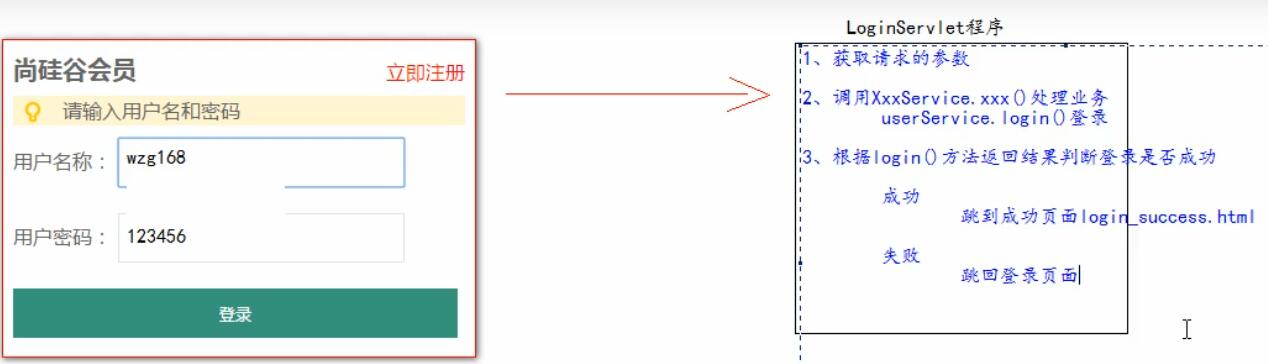 LoginServlet程序
尚硅谷会员 立即注册
请输入用户名和密码
用户名称： wzg168
用户密码： 123456
登录
1、获取请求的参数
2、调用XxxService.xxx()处理业务
userService.login()登录
3、根据login()方法返回结果判断登录是否成功
成功
跳到成功页面login_success.html
失败
跳回登录页面